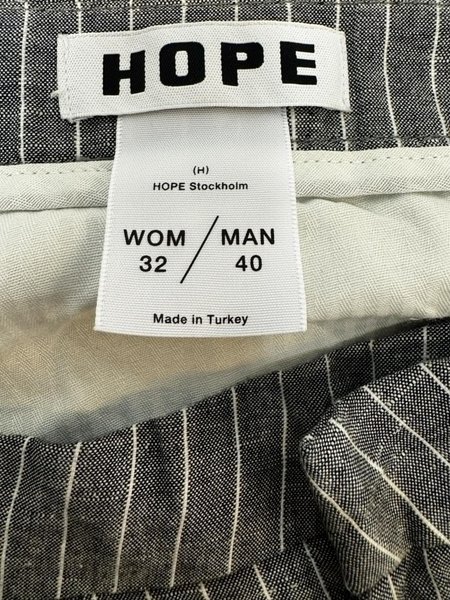 HOPE
(H)
HOPE Stockholm
WOM / MAN
32 40
Made in Turkey